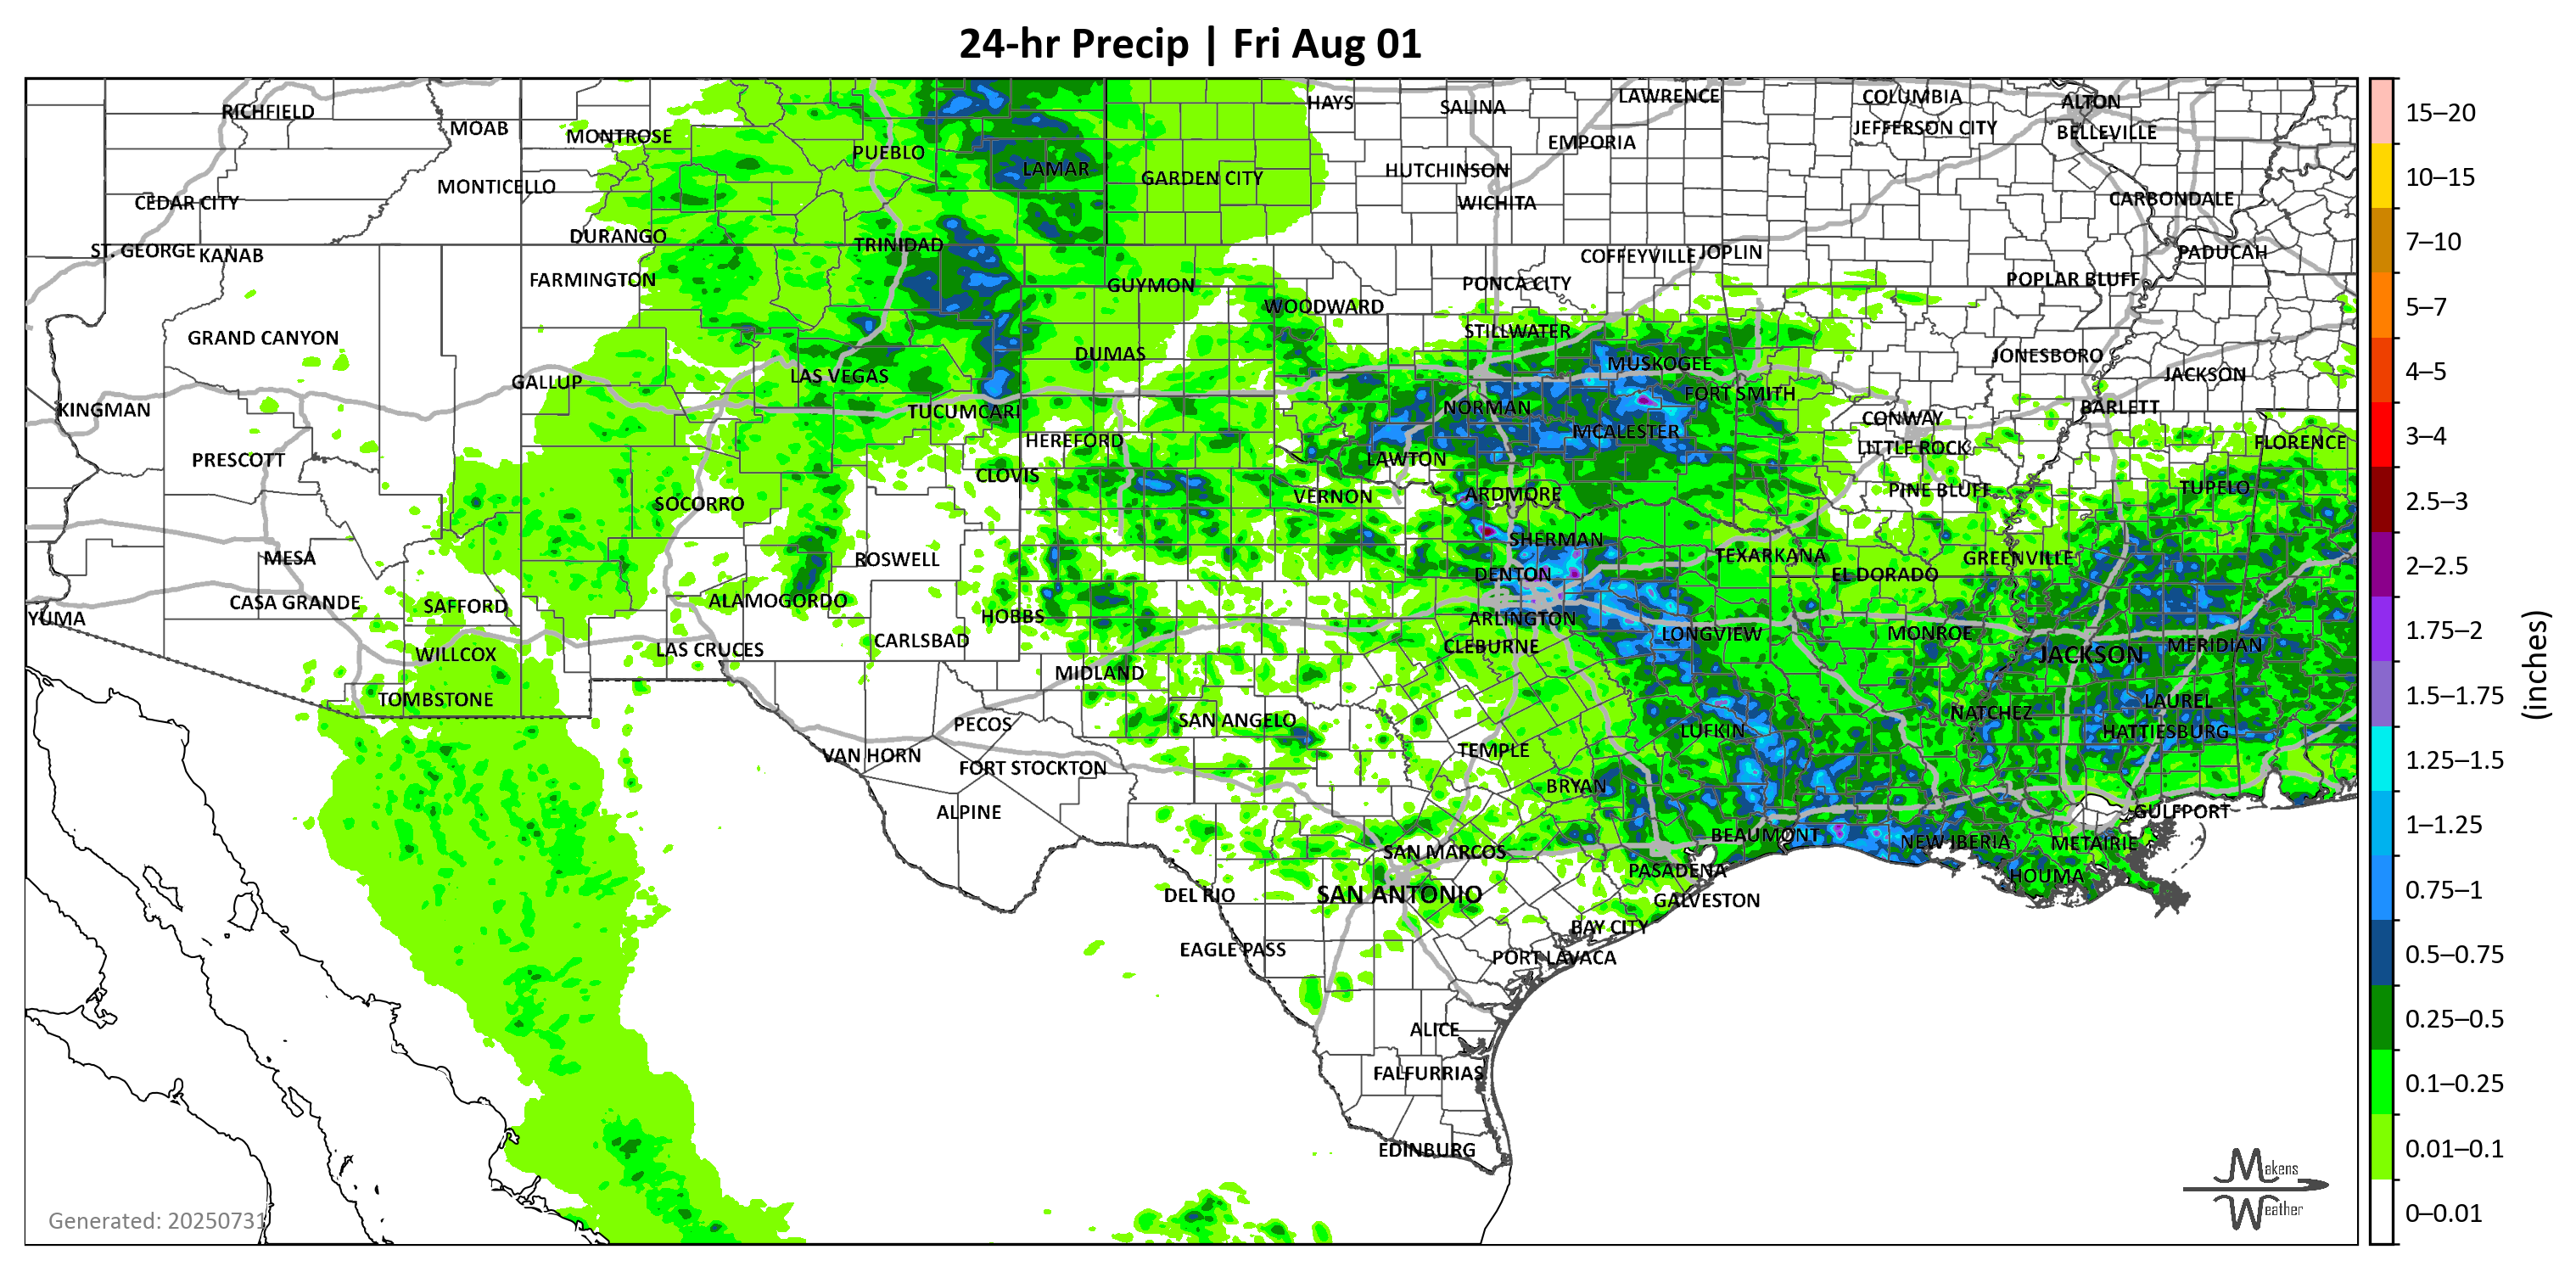 24-hr Precip | Fri Aug 01
RICHFIELD
MOAB
MONTROSE
PUEBLO
LAMAR
GARDEN CITY
HAYS
SALINA
LAWRENCE
EMPORIA
HUTCHINSON
WICHITA
COLUMBIA
JEFFERSON CITY
ALTON
BELLEVILLE
CARBONDALE
MONTICELLO
CEDAR CITY
ST. GEORGE
KANAB
DURANGO
TRINIDAD
FARMINGTON
GUYMON
WOODWARD
PONCA CITY
COFFEYVILLE
JOPLIN
POPLAR BLUFF
PADUCAH
GRAND CANYON
STILLWATER
DUMAS
MUSKOGEE
JONESBORO
JACKSON
GALLUP
LAS VEGAS
FORT SMITH
KINGMAN
TUCUMCARI
NORMAN
MCALESTER
CONWAY
BARLETT
LITTLE ROCK
FLORENCE
PRESCOTT
HEREFORD
CLOVIS
LAWTON
SOCORRO
VERNON
ARDMORE
PINE BLUFF
TUPELO
MESA
ROSWELL
SHERMAN
TEXARKANA
GREENVILLE
DENTON
EL DORADO
CASA GRANDE
SAFFORD
ALAMOGORDO
HOBBS
YUMA
ARLINGTON
WILLCOX
LAS CRUCES
CARLSBAD
CLEBURNE
LONGVIEW
MONROE
JACKSON
MERIDIAN
MIDLAND
TOMBSTONE
PECOS
SAN ANGELO
NATCHEZ
LAUREL
LUFKIN
HATTIESBURG
VAN HORN
FORT STOCKTON
TEMPLE
BRYAN
ALPINE
GULFPORT
BEAUMONT
NEW IBERIA
METAIRIE
SAN MARCOS
PASADENA
HOUMA
DEL RIO
SAN ANTONIO
GALVESTON
BAY CITY
EAGLE PASS
PORT LAVACA
ALICE
FALFURRIAS
EDINBURG
Generated: 20250731
Makens
Weather
15–20
10–15
7–10
5–7
4–5
3–4
2.5–3
2–2.5
1.75–2
1.5–1.75
1.25–1.5
1–1.25
0.75–1
0.5–0.75
0.25–0.5
0.1–0.25
0.01–0.1
0–0.01
(inches)